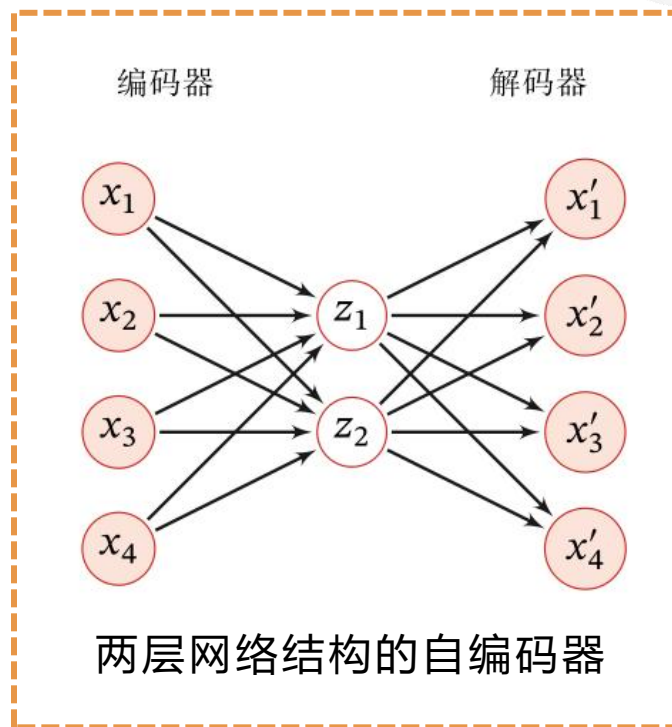 编码器 解码器
x₁ x′₁
x₂ z₁ x′₂
x₃ z₂ x′₃
x₄ x′₄
两层网络结构的自编码器